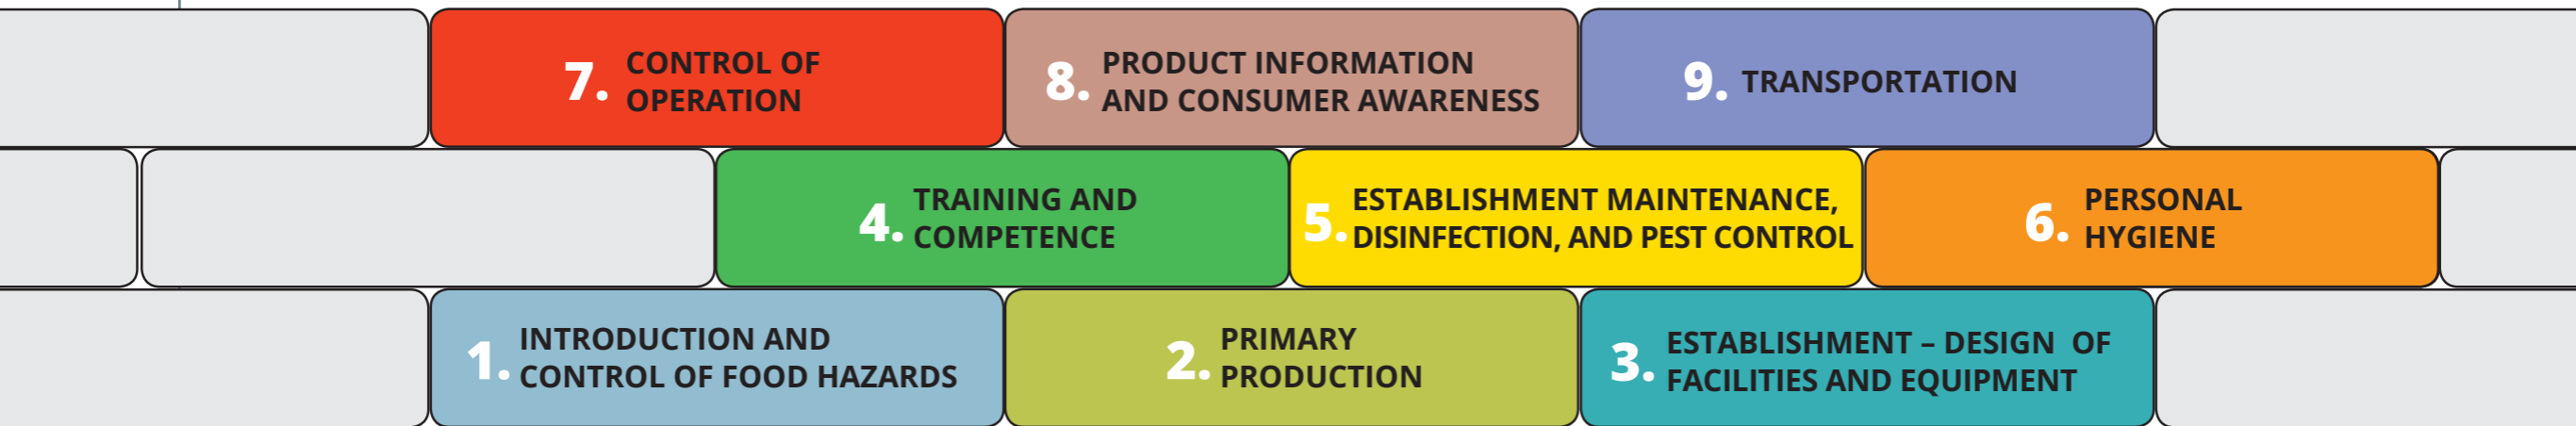 7. CONTROL OF
OPERATION
8. PRODUCT INFORMATION
AND CONSUMER AWARENESS
9. TRANSPORTATION
4. TRAINING AND
COMPETENCE
5. ESTABLISHMENT MAINTENANCE,
DISINFECTION, AND PEST CONTROL
6. PERSONAL
HYGIENE
1. INTRODUCTION AND
CONTROL OF FOOD HAZARDS
2. PRIMARY
PRODUCTION
3. ESTABLISHMENT – DESIGN OF
FACILITIES AND EQUIPMENT